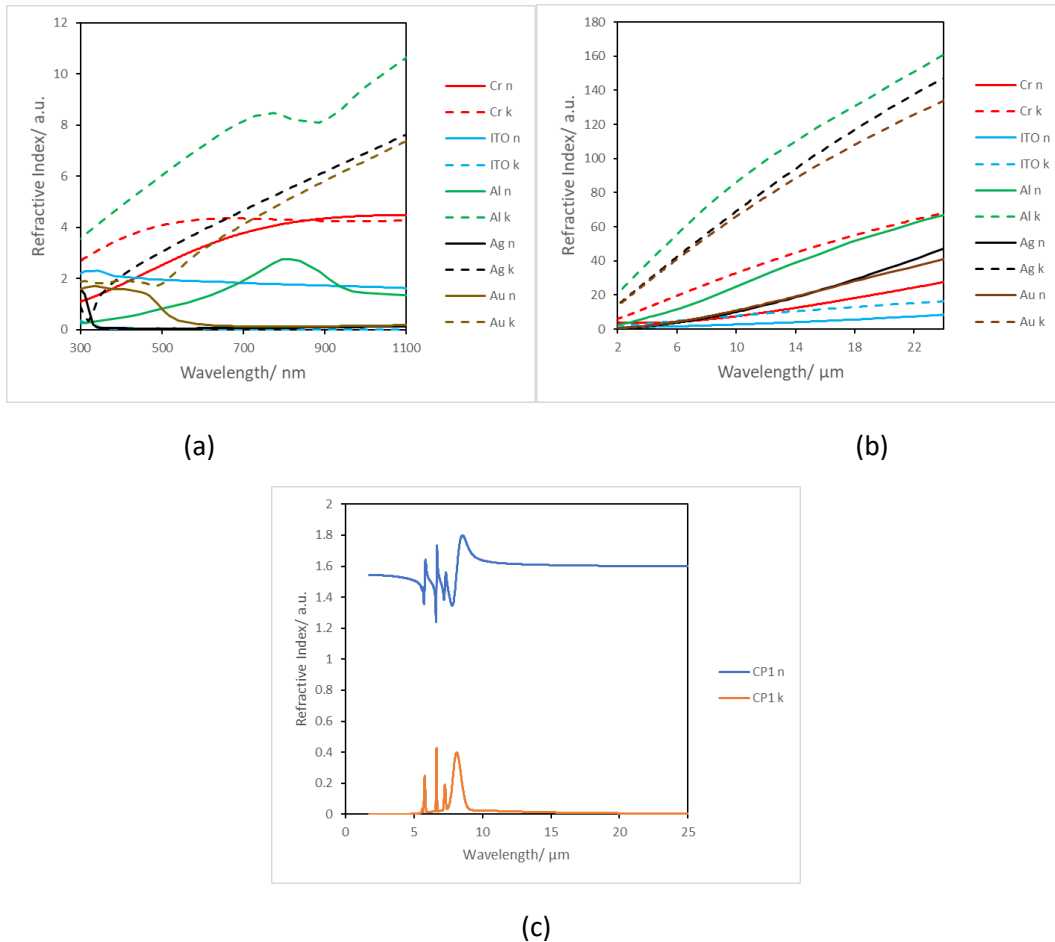 12
10
8
6
4
2
0
Refractive Index/ a.u.
300 500 700 900 1100
Wavelength/ nm
Cr n
Cr k
ITO n
ITO k
Al n
Al k
Ag n
Ag k
Au n
Au k
(a)
180
160
140
120
100
80
60
40
20
0
Refractive Index/ a.u.
2 6 10 14 18 22
Wavelength/ µm
Cr n
Cr k
ITO n
ITO k
Al n
Al k
Ag n
Ag k
Au n
Au k
(b)
2
1.8
1.6
1.4
1.2
1
0.8
0.6
0.4
0.2
0
Refractive Index/ a.u.
0 5 10 15 20 25
Wavelength/ µm
CP1 n
CP1 k
(c)